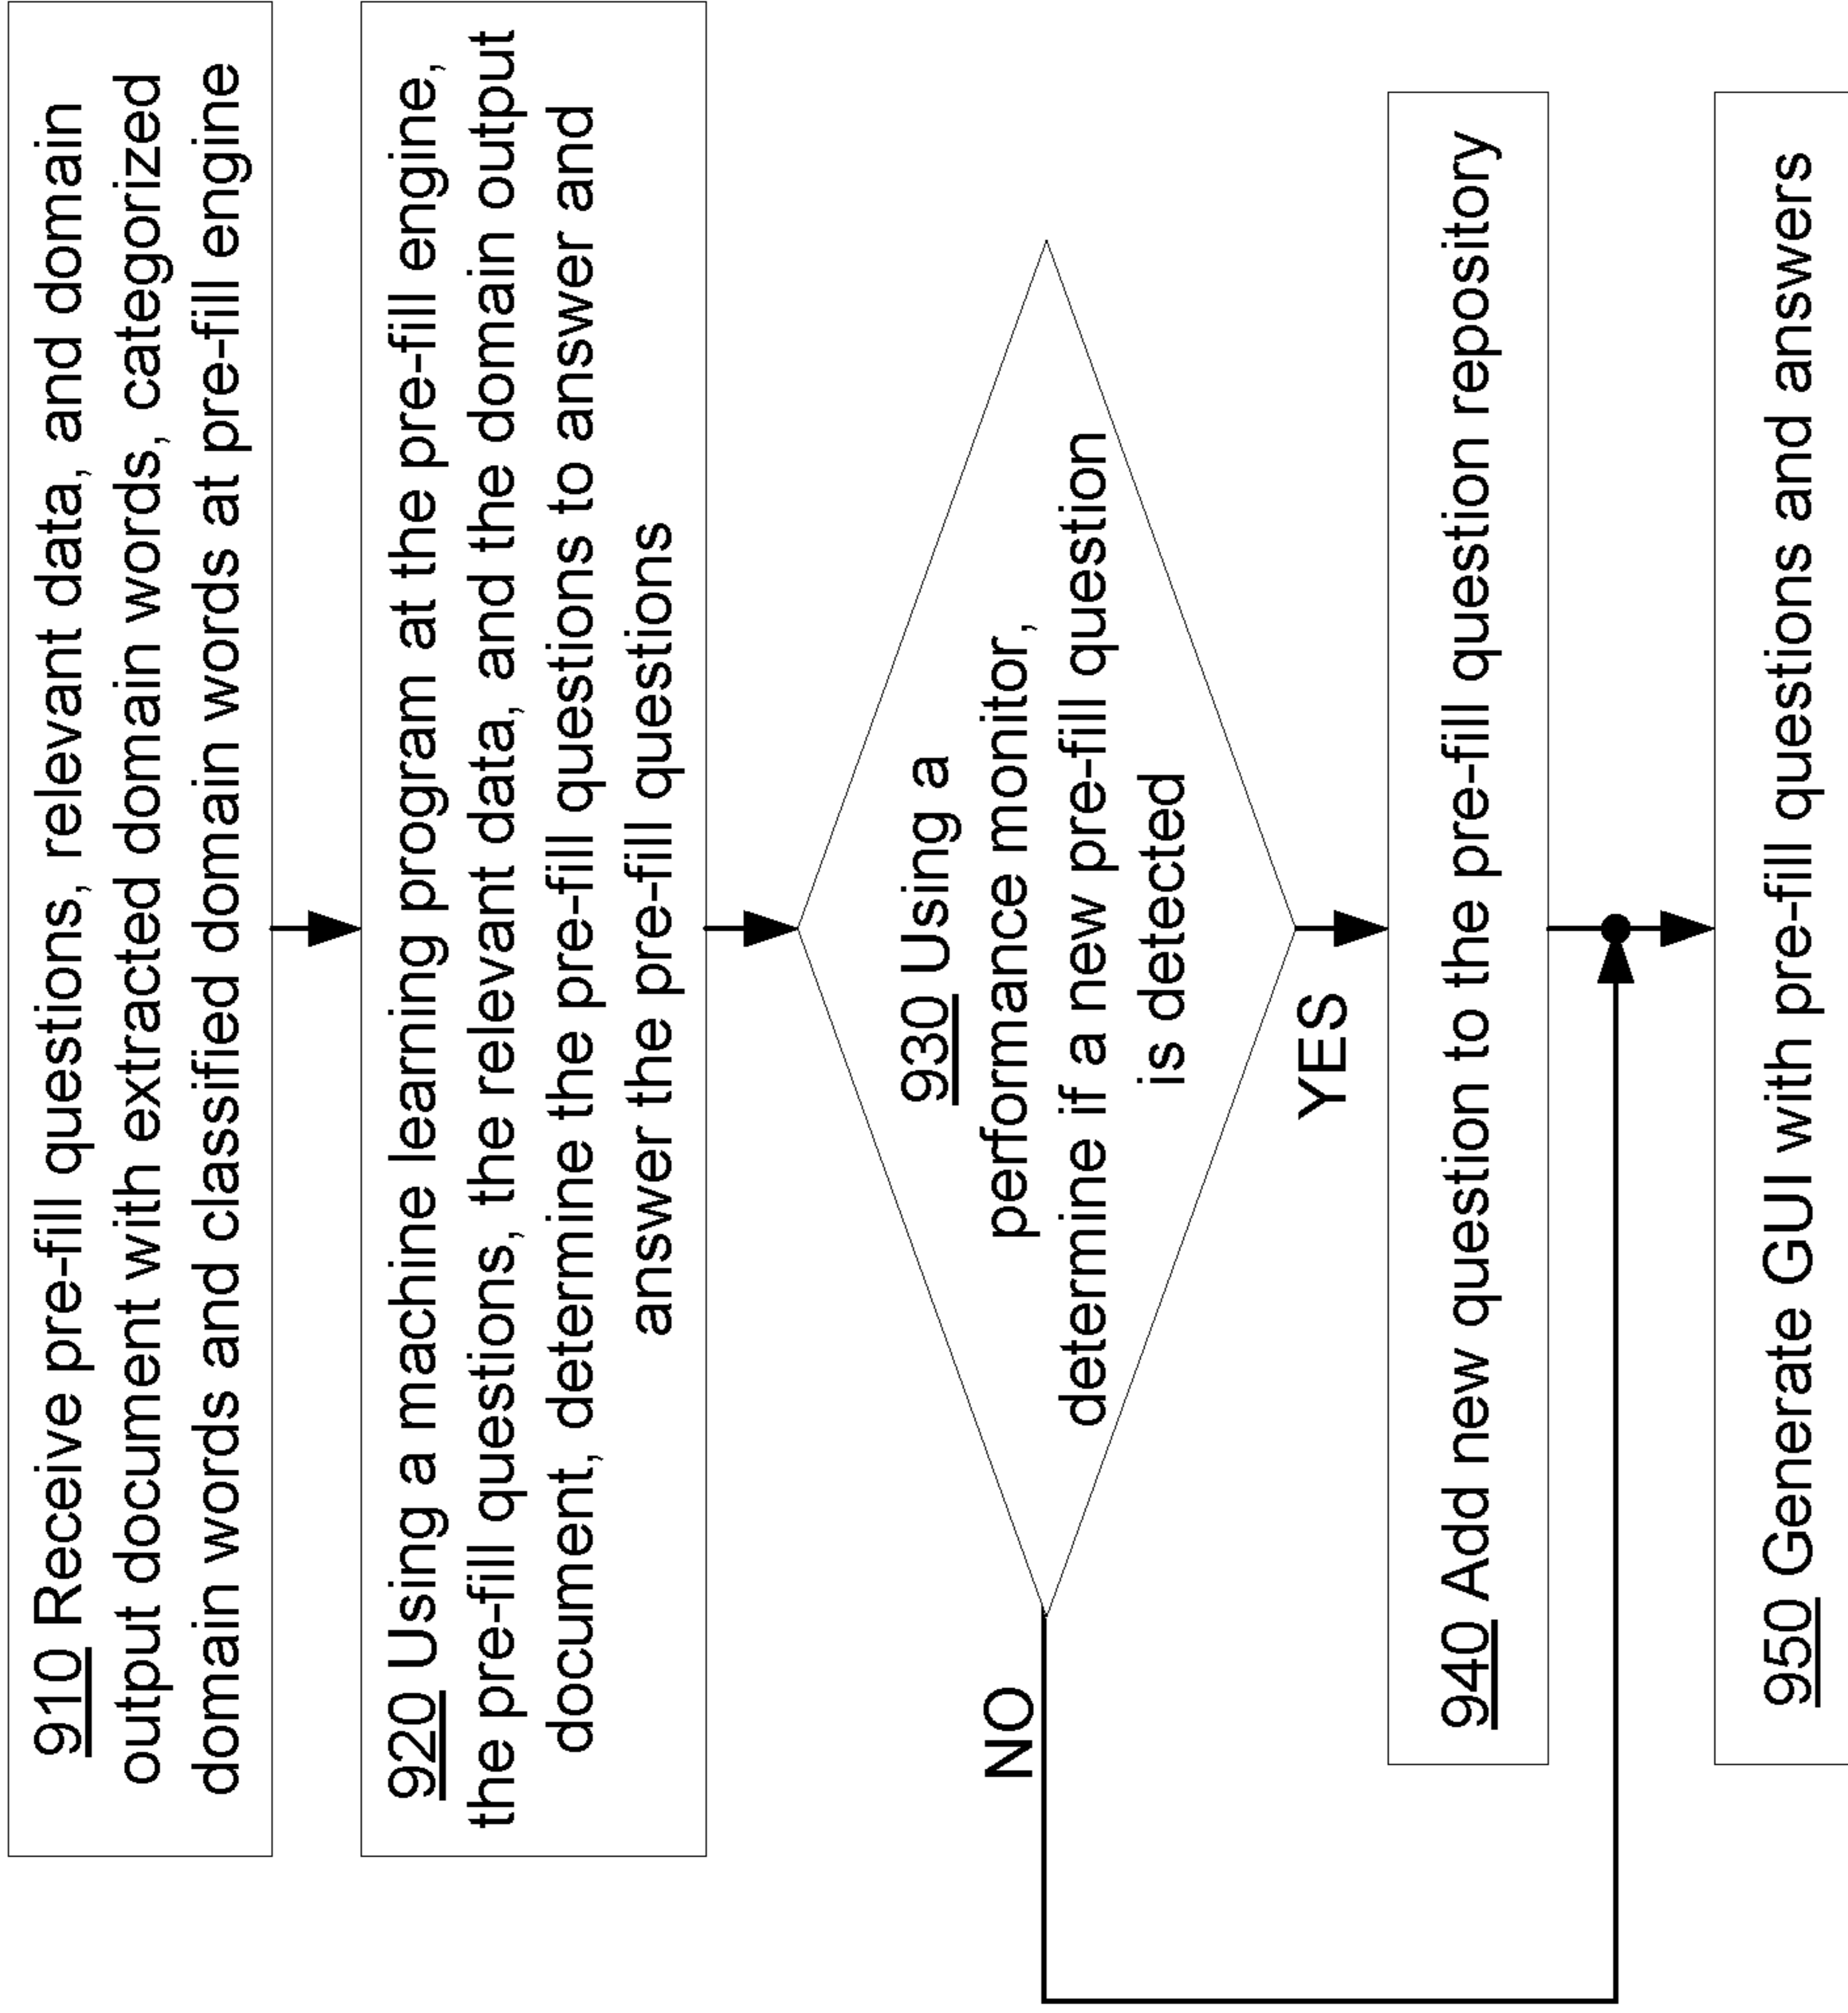 910 Receive pre-fill questions, relevant data, and domain
output document with extracted domain words, categorized
domain words and classified domain words at pre-fill engine
920 Using a machine learning program at the pre-fill engine,
the pre-fill questions, the relevant data, and the domain output
document, determine the pre-fill questions to answer and
answer the pre-fill questions
930 Using a
performance monitor,
determine if a new pre-fill question
is detected
NO
YES
940 Add new question to the pre-fill question repository
950 Generate GUI with pre-fill questions and answers